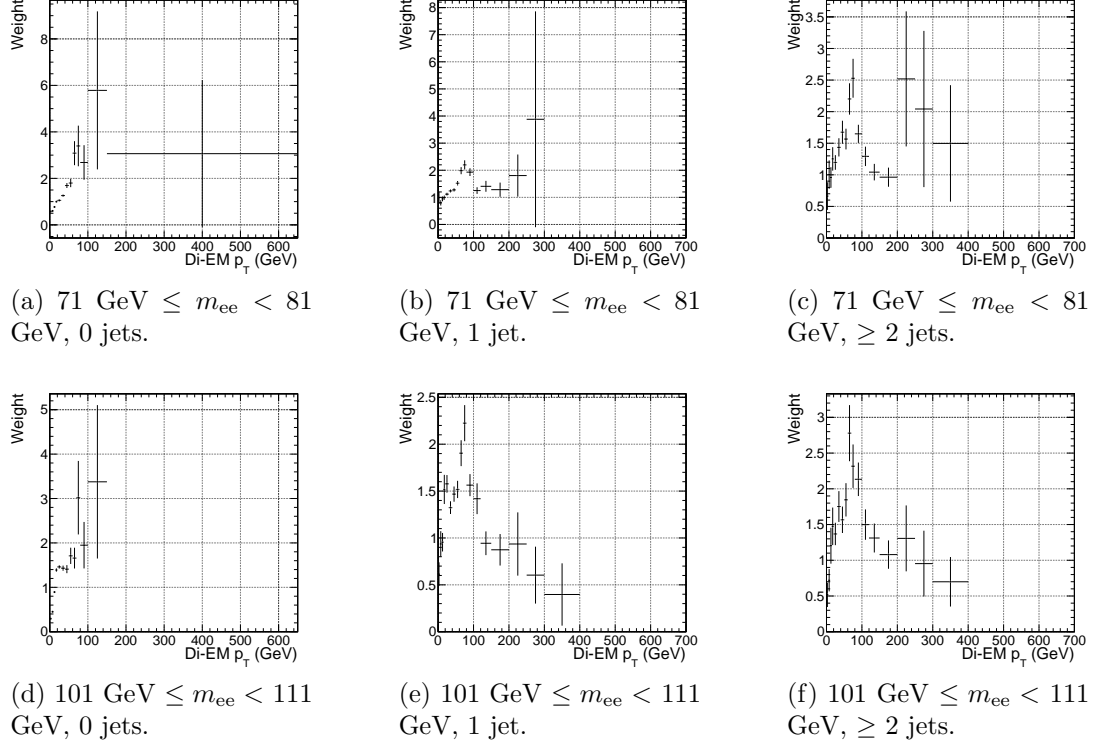 Weight
8
6
4
2
0
0 100 200 300 400 500 600
Di-EM p_T (GeV)
(a) 71 GeV ≤ m_ee < 81
GeV, 0 jets.
Weight
8
7
6
5
4
3
2
1
0
0 100 200 300 400 500 600 700
Di-EM p_T (GeV)
(b) 71 GeV ≤ m_ee < 81
GeV, 1 jet.
Weight
3.5
3
2.5
2
1.5
1
0.5
0
0 100 200 300 400 500 600 700
Di-EM p_T (GeV)
(c) 71 GeV ≤ m_ee < 81
GeV, ≥ 2 jets.
Weight
5
4
3
2
1
0
0 100 200 300 400 500 600
Di-EM p_T (GeV)
(d) 101 GeV ≤ m_ee < 111
GeV, 0 jets.
Weight
2.5
2
1.5
1
0.5
0
0 100 200 300 400 500 600 700
Di-EM p_T (GeV)
(e) 101 GeV ≤ m_ee < 111
GeV, 1 jet.
Weight
3
2.5
2
1.5
1
0.5
0
0 100 200 300 400 500 600 700
Di-EM p_T (GeV)
(f) 101 GeV ≤ m_ee < 111
GeV, ≥ 2 jets.